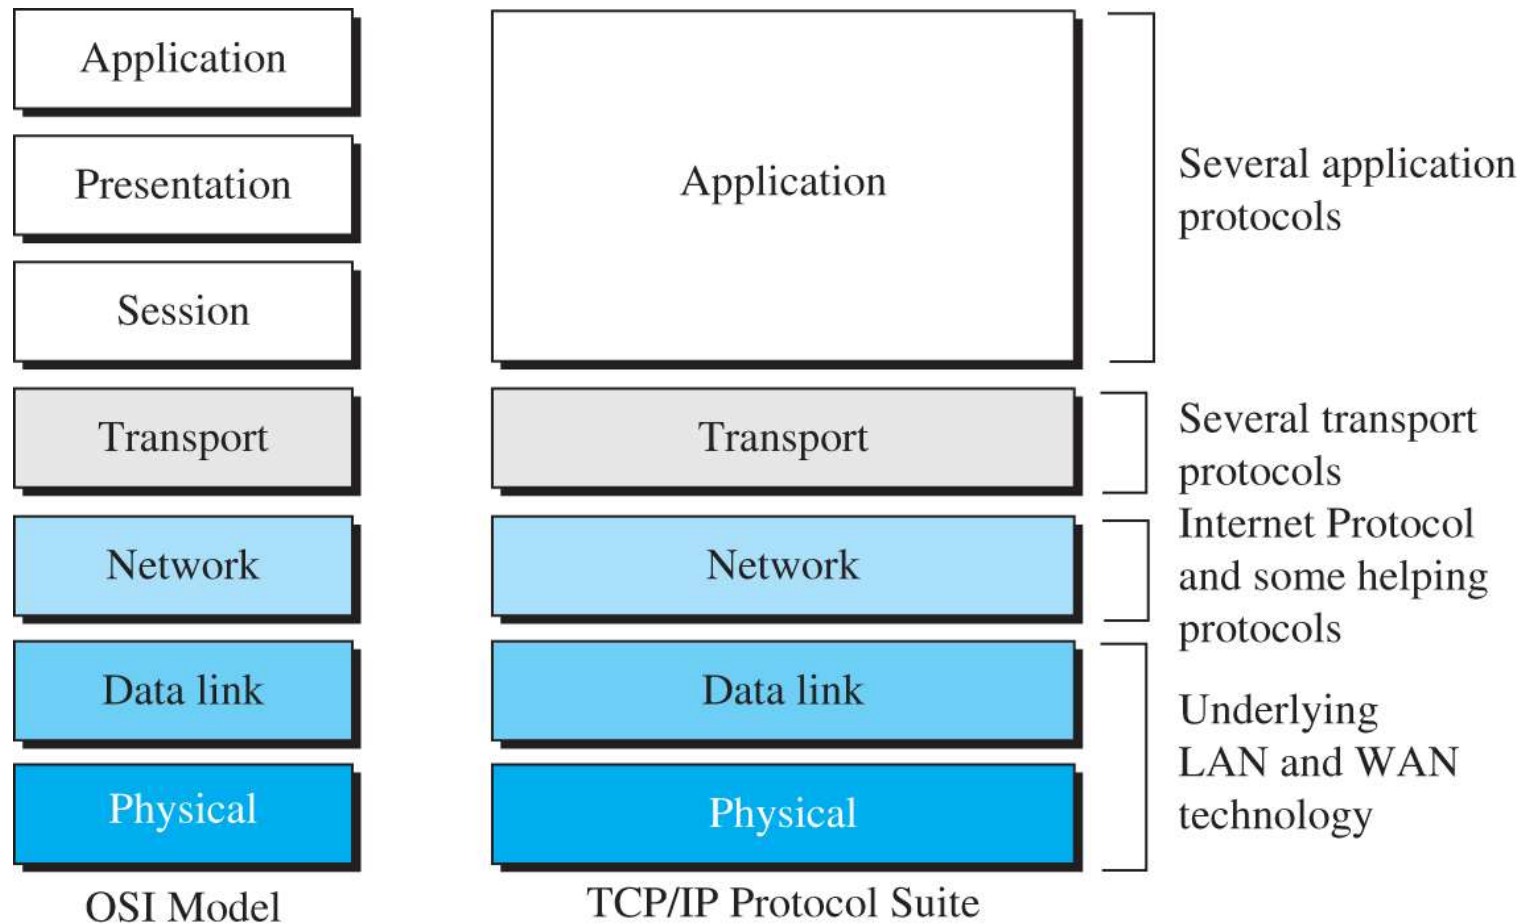 Application
Presentation
Session
Transport
Network
Data link
Physical
OSI Model
Application
Transport
Network
Data link
Physical
TCP/IP Protocol Suite
Several application
protocols
Several transport
protocols
Internet Protocol
and some helping
protocols
Underlying
LAN and WAN
technology